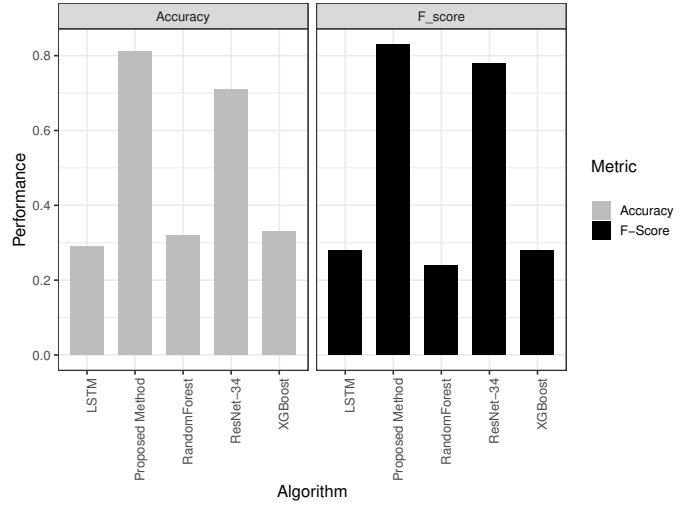 Accuracy
F_score
Performance
0.8
0.6
0.4
0.2
0.0
LSTM
Proposed Method
RandomForest
ResNet−34
XGBoost
LSTM
Proposed Method
RandomForest
ResNet−34
XGBoost
Algorithm
Metric
Accuracy
F−Score